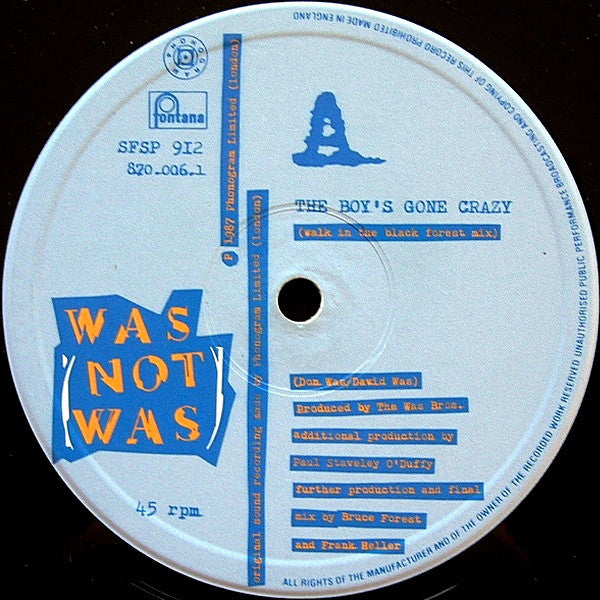 PHONOGRAM
fontana
SFSP 912
870.006.1
P 1987 Phonogram Limited (london)
original sound recording made by Phonogram Limited (london)
A
THE BOY'S GONE CRAZY
(walk in the black forest mix)
WAS
(NOT
WAS)
45 rpm
(Don Was/David Was)
Produced by The Was Bros.
additional production by
Paul Staveley O'Duffy
further production and final
mix by Bruce Forest
and Frank Heller
ALL RIGHTS OF THE MANUFACTURER AND OF THE OWNER OF THE RECORDED WORK RESERVED UNAUTHORISED PUBLIC PERFORMANCE BROADCASTING AND COPYING OF THIS RECORD PROHIBITED MADE IN ENGLAND